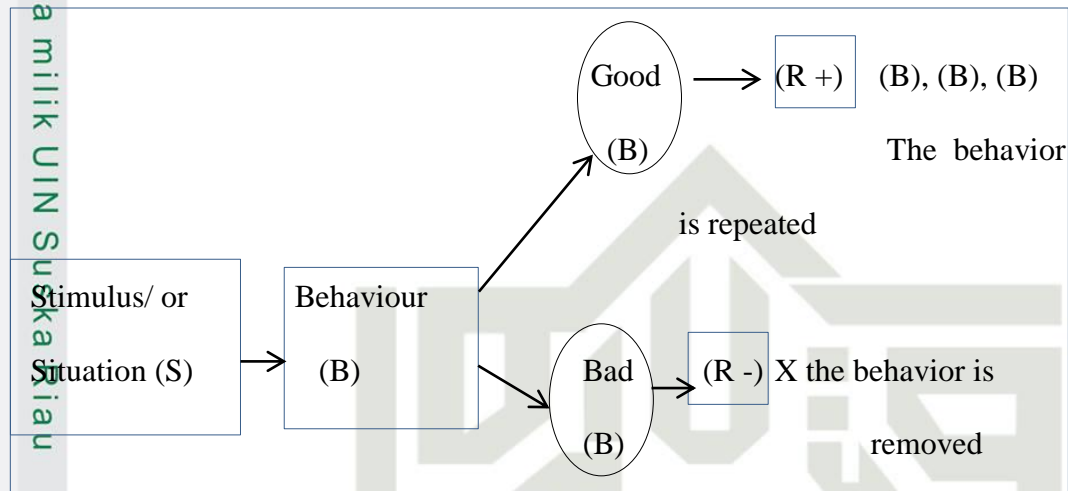 a milik UIN Suska Riau
Good (R +) (B), (B), (B)
(B) The behavior
is repeated
Stimulus/ or Behaviour
Situation (S) (B) Bad (R -) X the behavior is
(B) removed